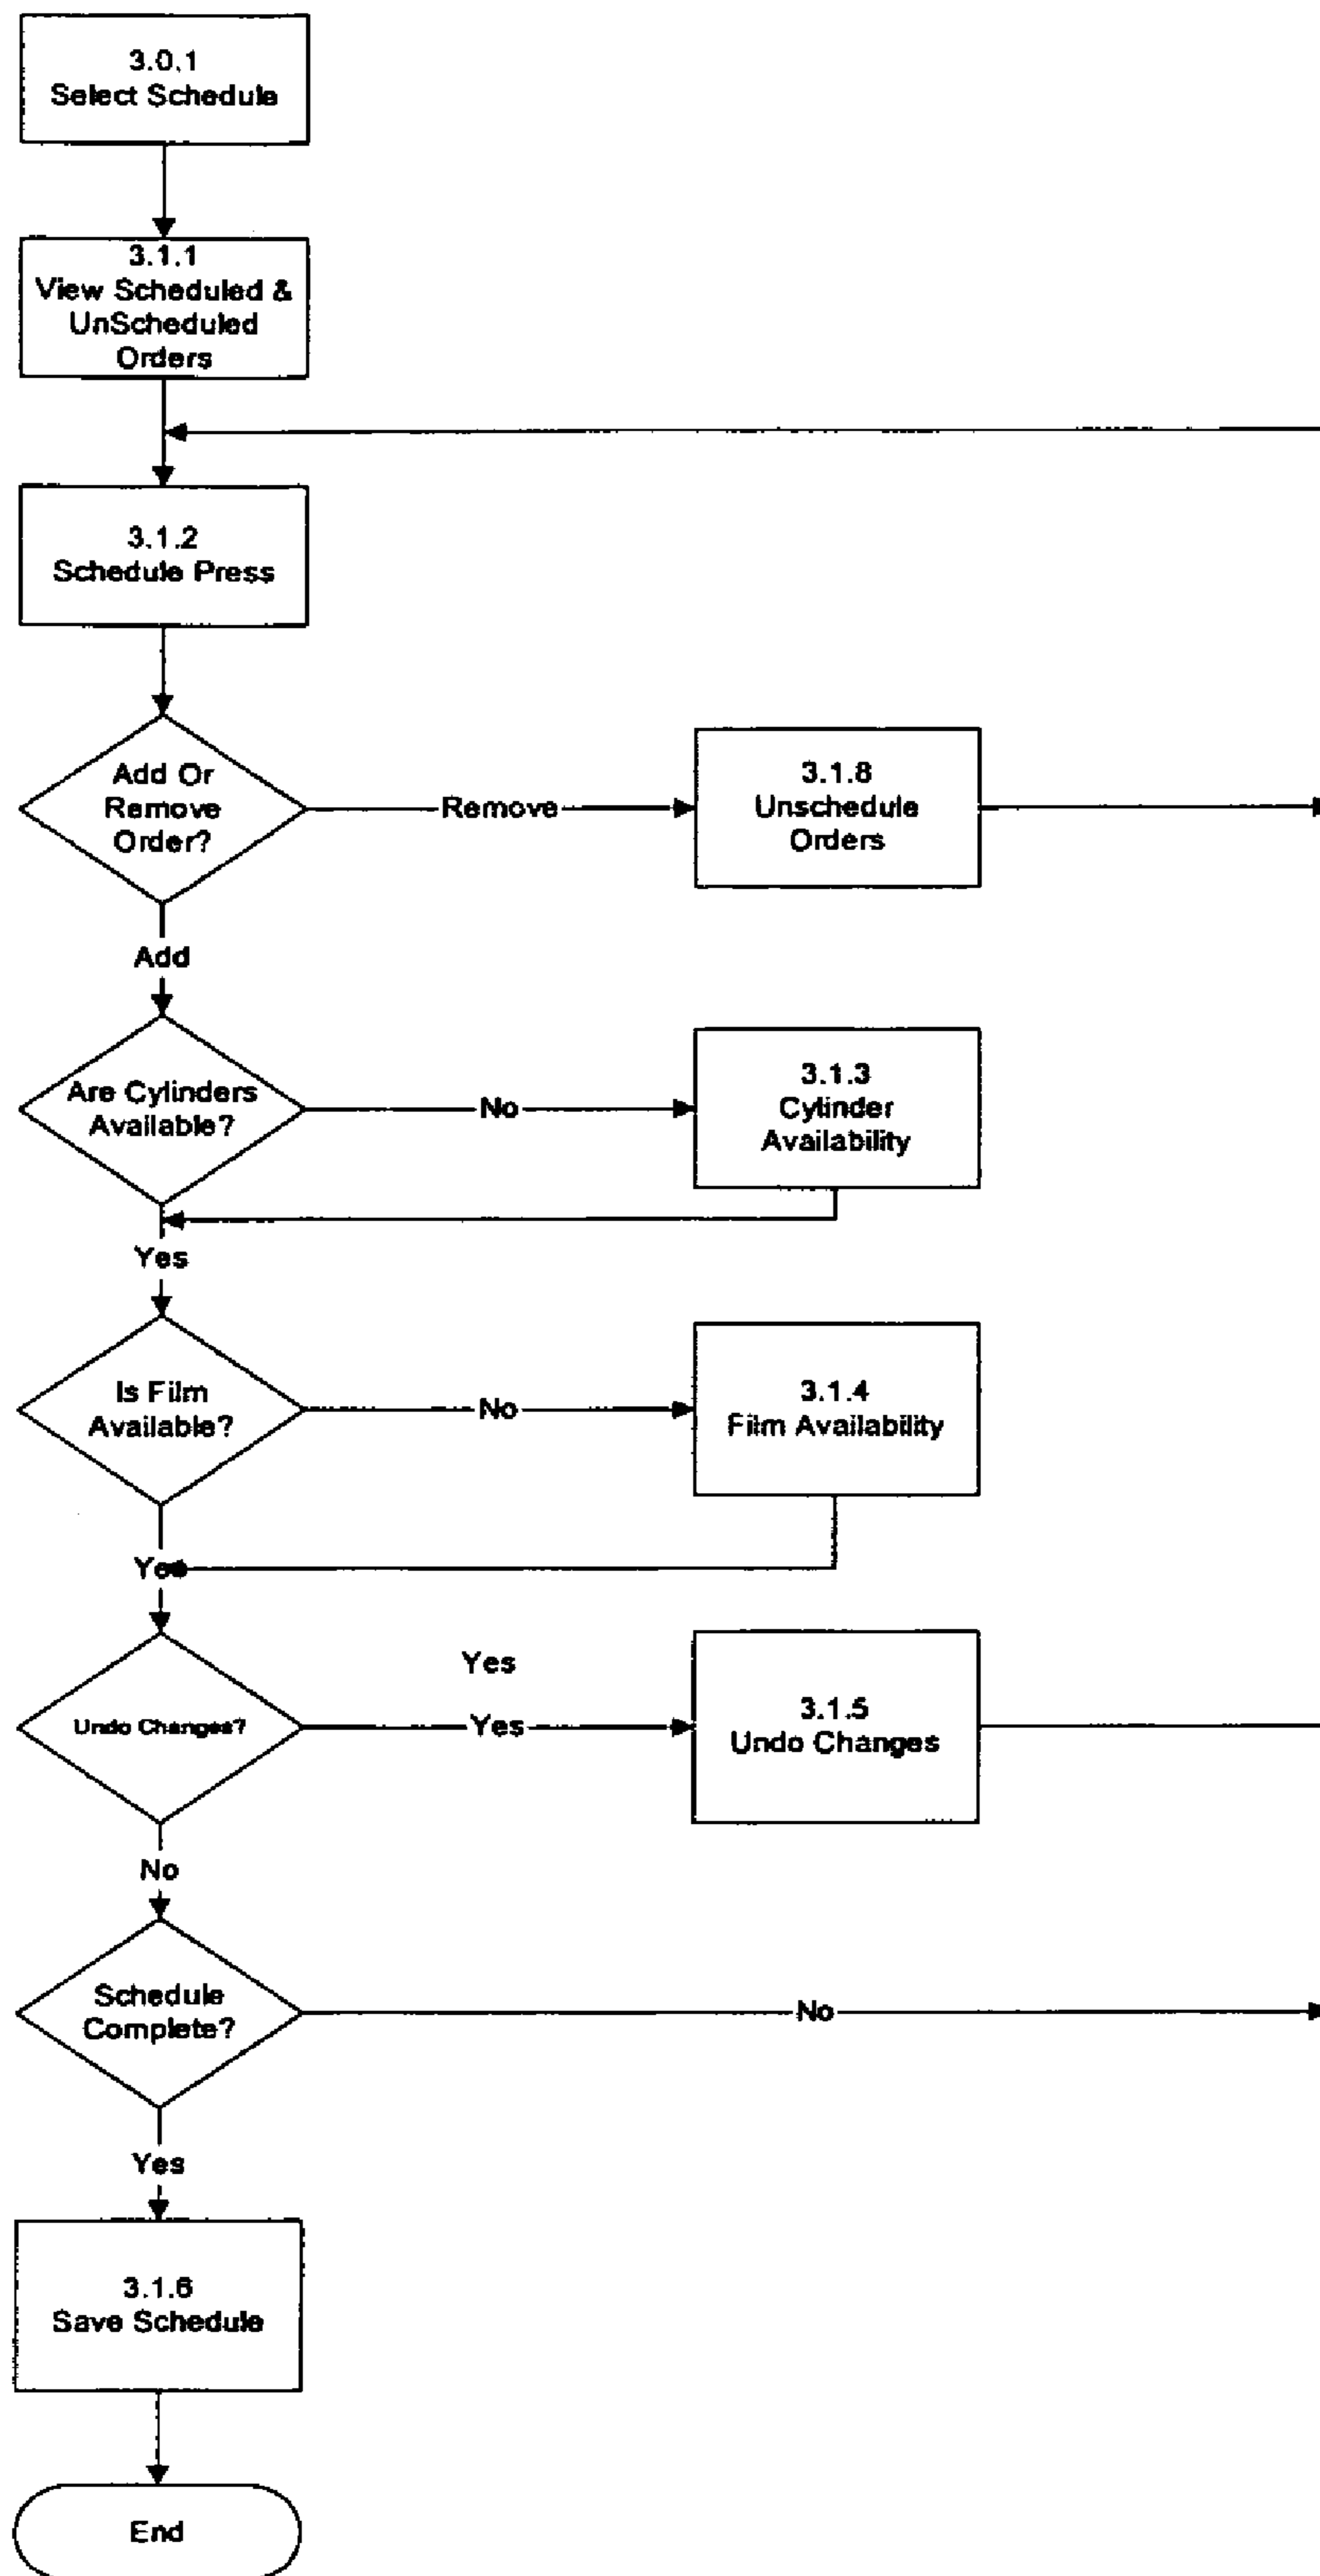 3.0.1
Select Schedule
3.1.1
View Scheduled &
UnScheduled
Orders
3.1.2
Schedule Press
Add Or
Remove
Order?
Remove
3.1.8
Unschedule
Orders
Add
Are Cylinders
Available?
No
3.1.3
Cylinder
Availability
Yes
Is Film
Available?
No
3.1.4
Film Availability
Yes
Undo Changes?
Yes
Yes
3.1.5
Undo Changes
No
Schedule
Complete?
No
Yes
3.1.6
Save Schedule
End